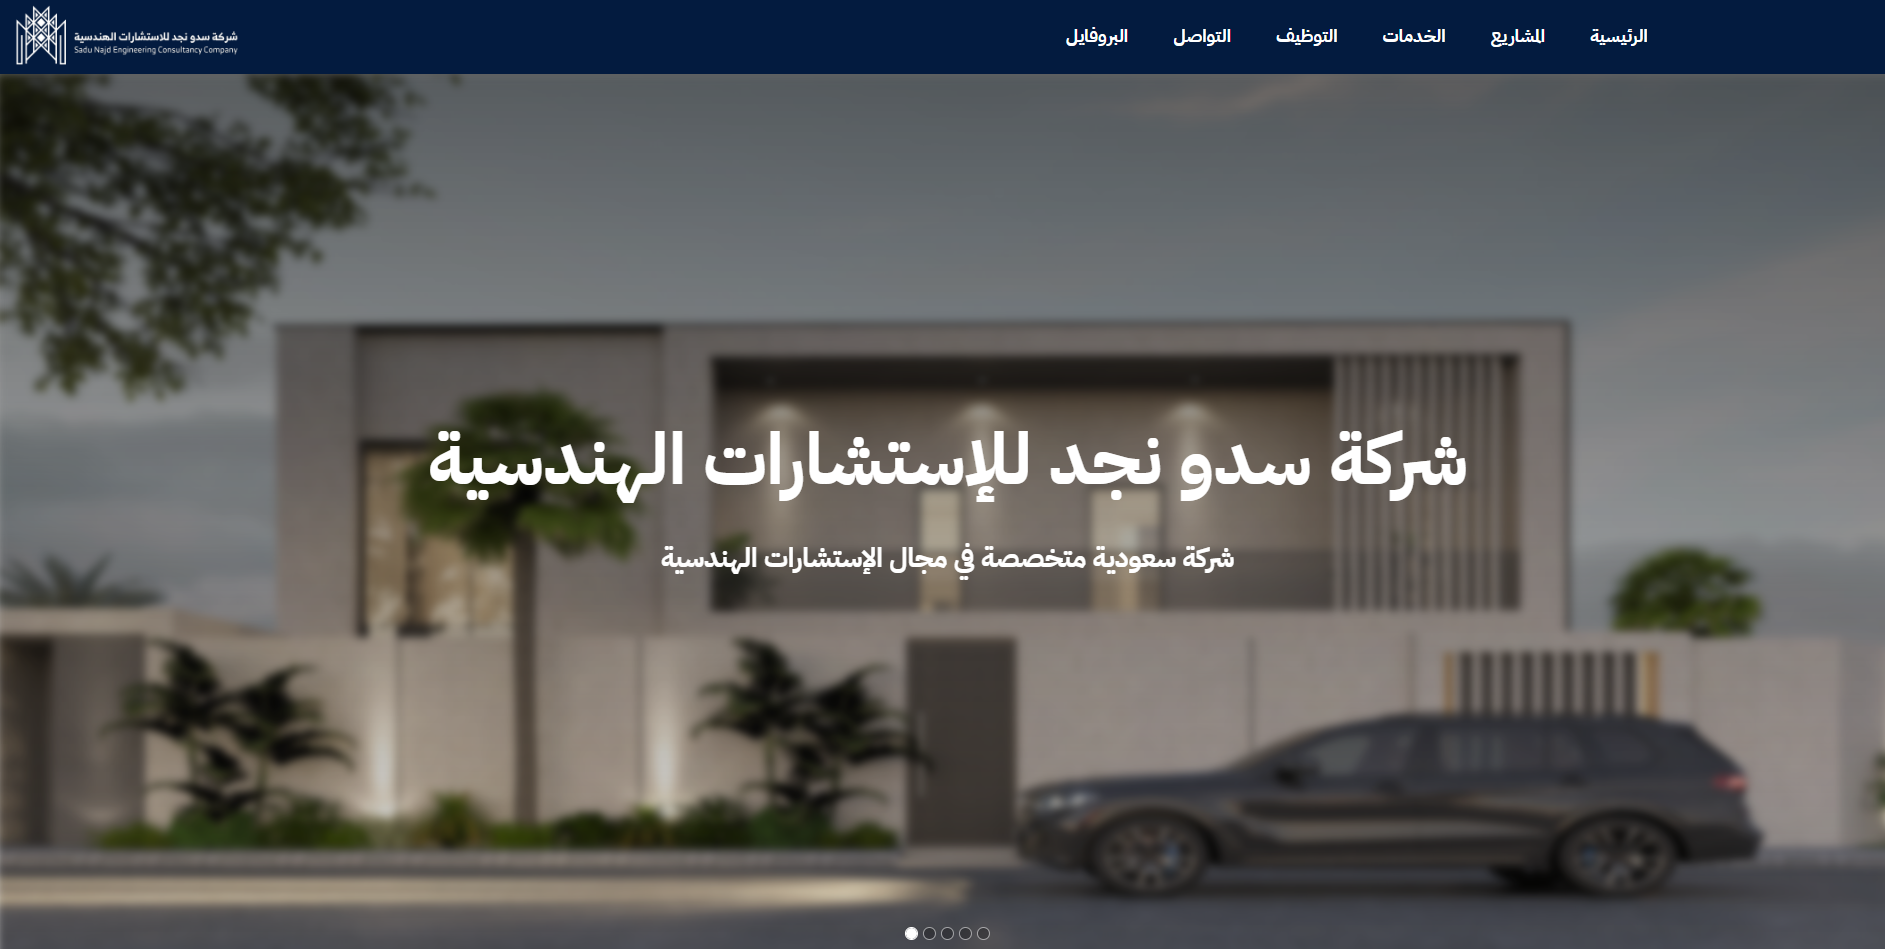 شركة سدو نجد للاستشارات الهندسية
Sadu Najd Engineering Consultancy Company
الرئيسية
المشاريع
الخدمات
التوظيف
التواصل
البروفايل
شركة سدو نجد للإستشارات الهندسية
شركة سعودية متخصصة في مجال الإستشارات الهندسية